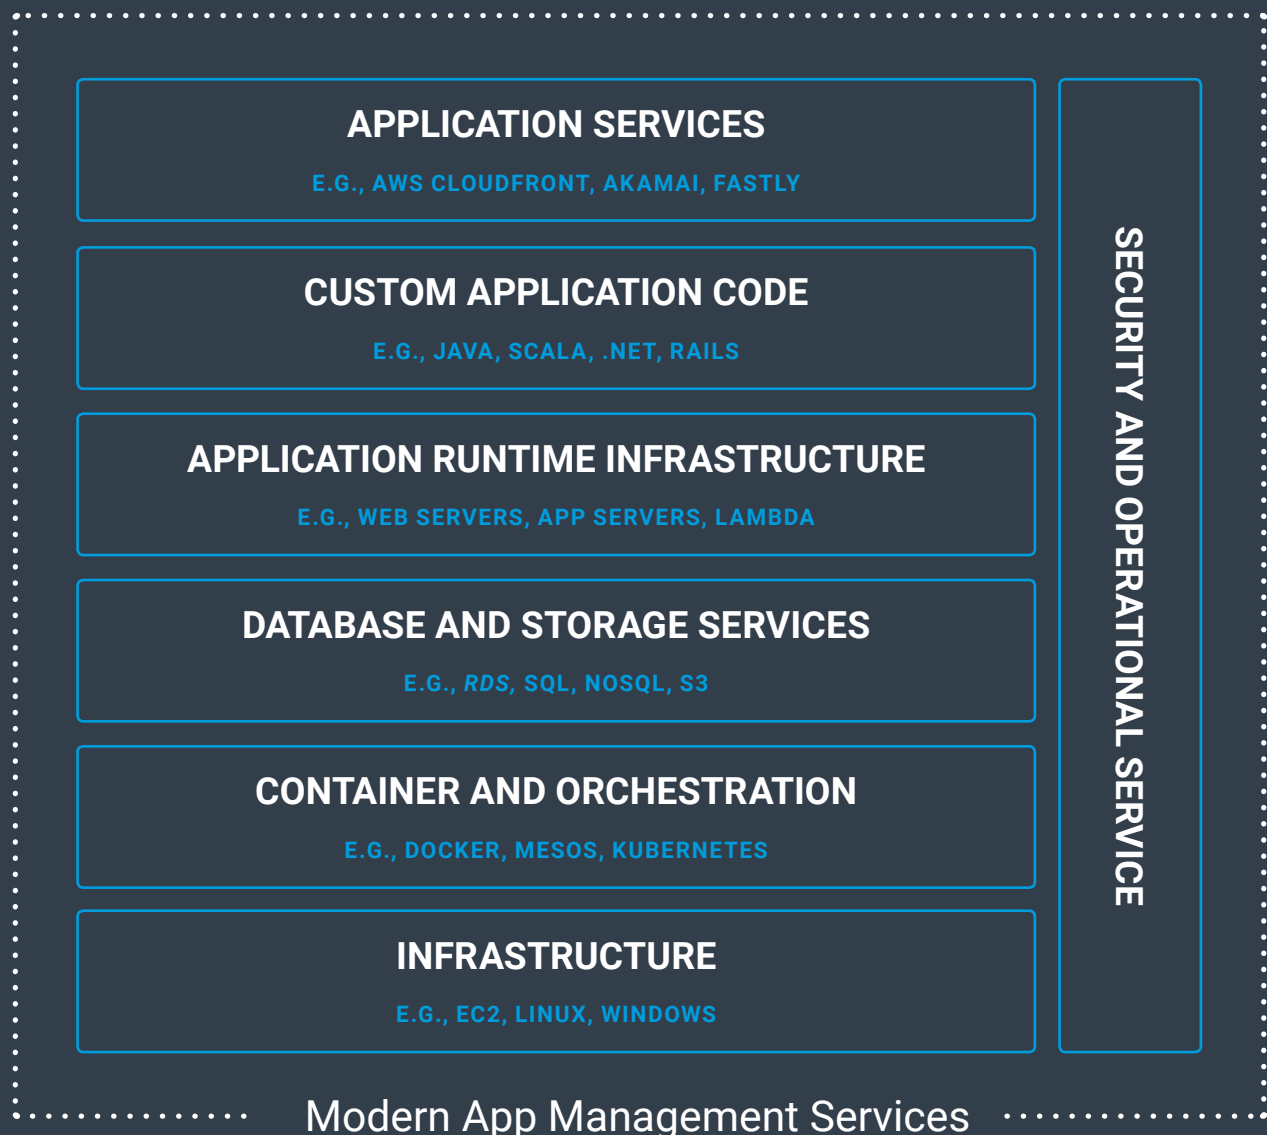 APPLICATION SERVICES
E.G., AWS CLOUDFRONT, AKAMAI, FASTLY
CUSTOM APPLICATION CODE
E.G., JAVA, SCALA, .NET, RAILS
APPLICATION RUNTIME INFRASTRUCTURE
E.G., WEB SERVERS, APP SERVERS, LAMBDA
DATABASE AND STORAGE SERVICES
E.G., RDS, SQL, NOSQL, S3
CONTAINER AND ORCHESTRATION
E.G., DOCKER, MESOS, KUBERNETES
INFRASTRUCTURE
E.G., EC2, LINUX, WINDOWS
SECURITY AND OPERATIONAL SERVICE
Modern App Management Services